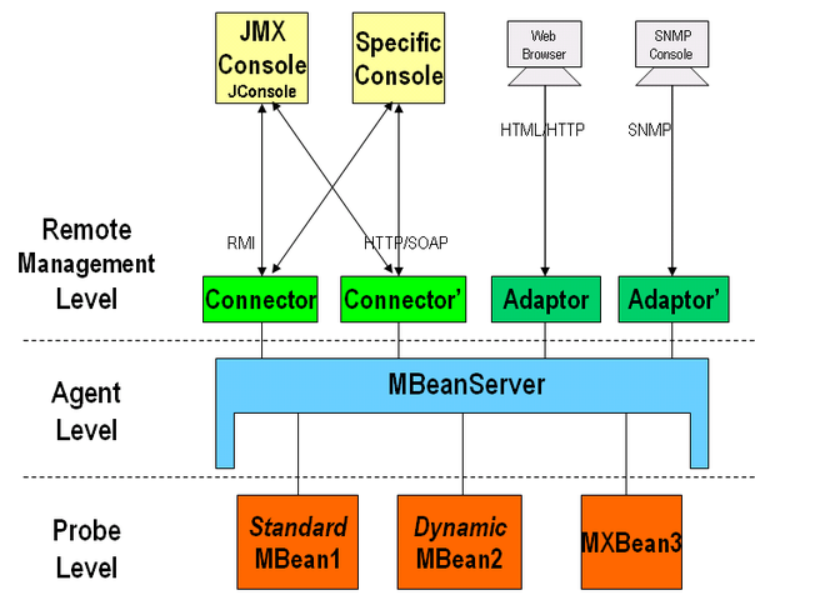 JMX
Console
JConsole
Specific
Console
Web
Browser
SNMP
Console
HTML/HTTP
SNMP
RMI
HTTP/SOAP
Remote
Management
Level
Connector
Connector'
Adaptor
Adaptor'
Agent
Level
MBeanServer
Probe
Level
Standard
MBean1
Dynamic
MBean2
MXBean3